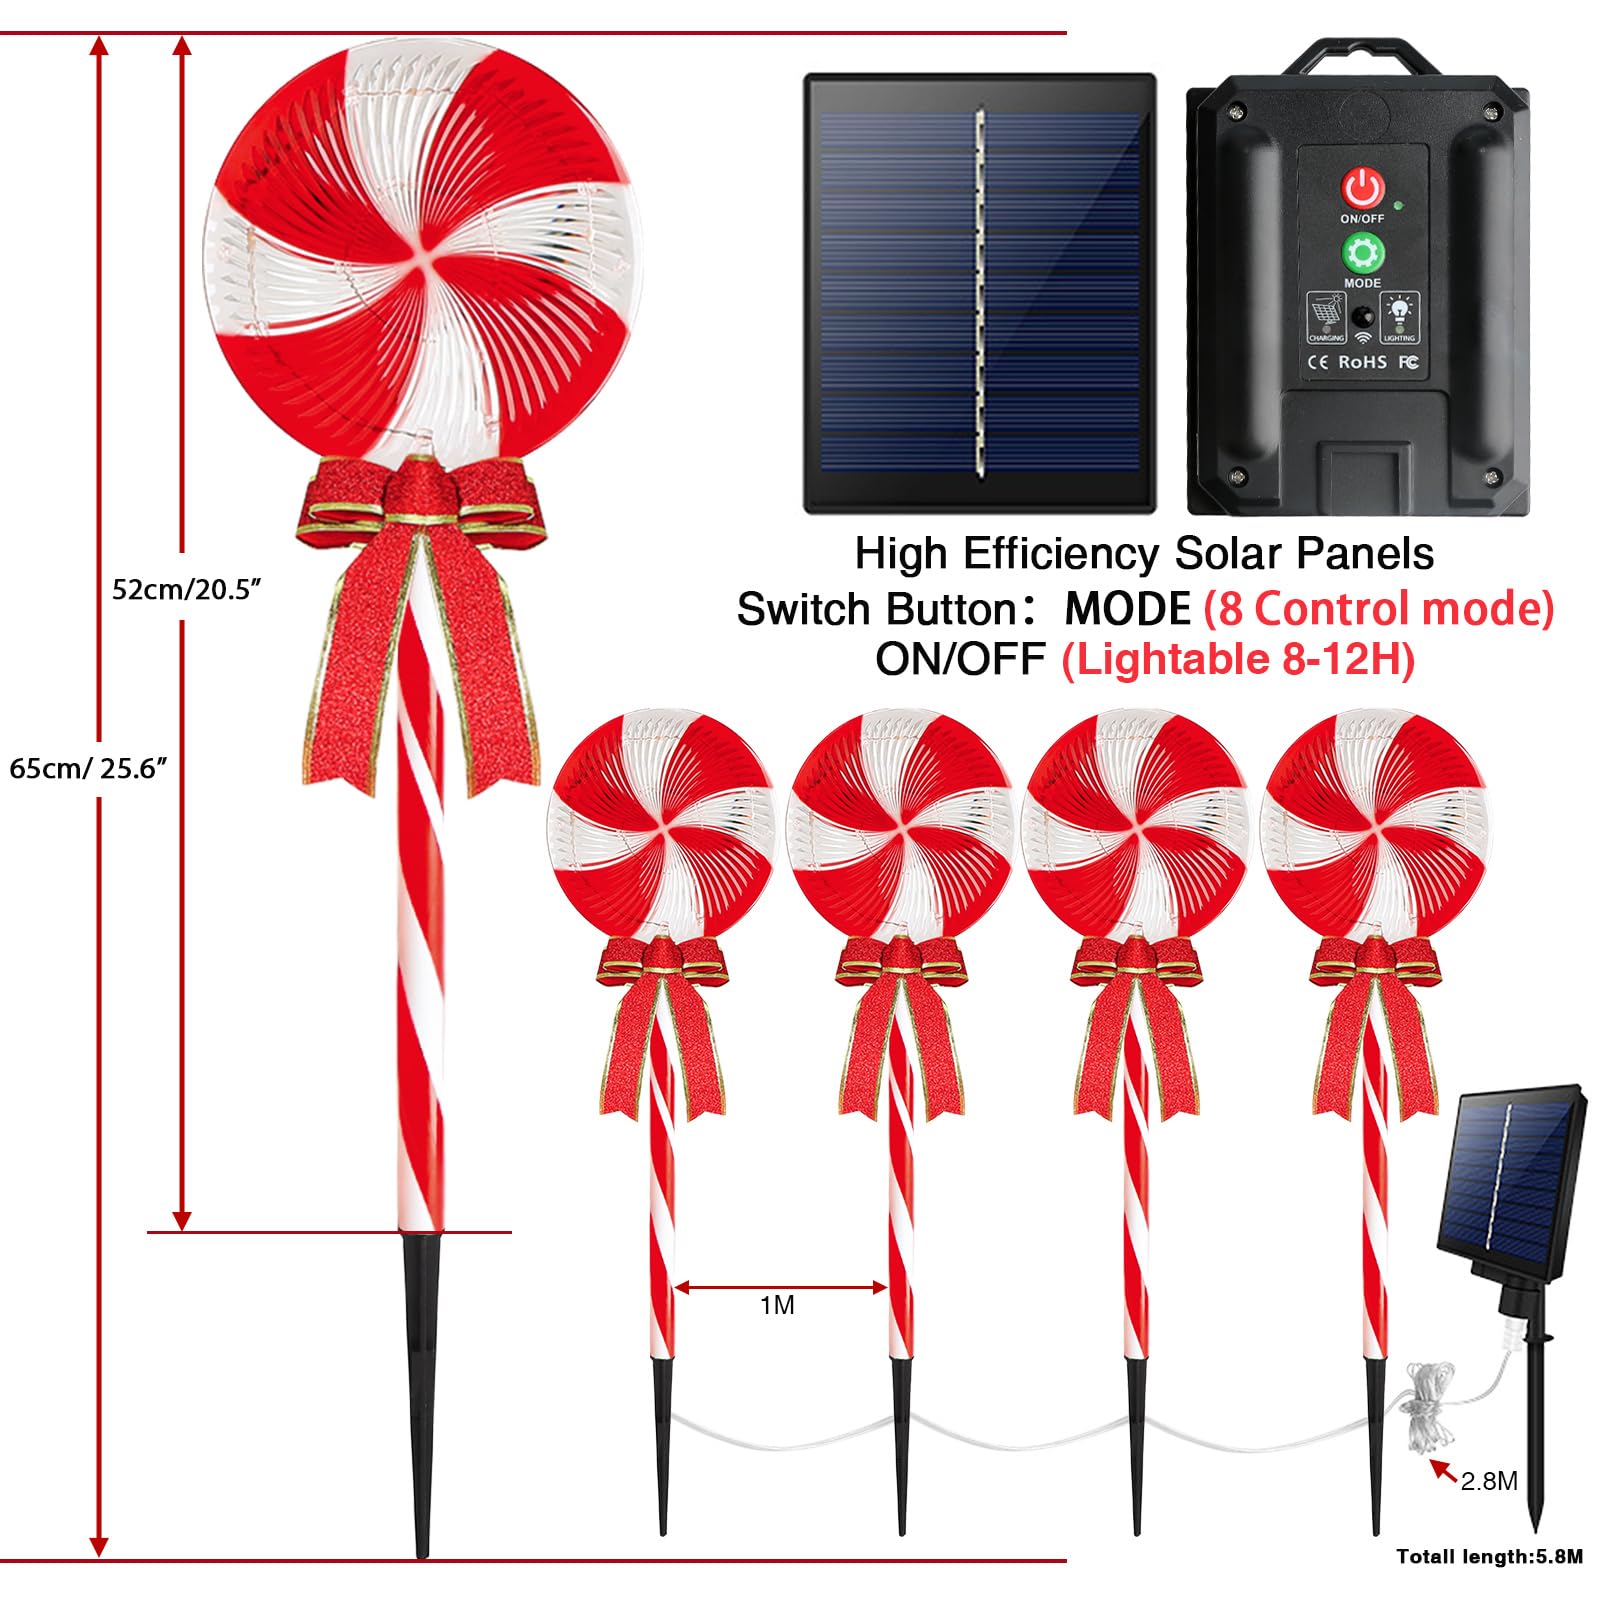 ON/OFF
MODE
CHARGING
LIGHTING
CE RoHS FC
High Efficiency Solar Panels
Switch Button: MODE (8 Control mode)
ON/OFF (Lightable 8-12H)
52cm/20.5"
65cm/ 25.6"
1M
2.8M
Totall length:5.8M